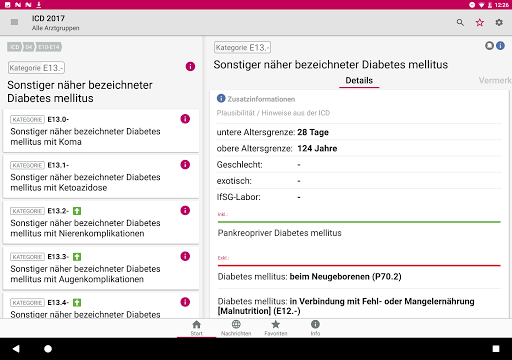 12:26
ICD 2017
Alle Arztgruppen
ICD 04 E10-E14
Kategorie E13.-
Sonstiger näher bezeichneter
Diabetes mellitus
KATEGORIE E13.0-
Sonstiger näher bezeichneter Diabetes
mellitus mit Koma
KATEGORIE E13.1-
Sonstiger näher bezeichneter Diabetes
mellitus mit Ketoazidose
KATEGORIE E13.2-
Sonstiger näher bezeichneter Diabetes
mellitus mit Nierenkomplikationen
KATEGORIE E13.3-
Sonstiger näher bezeichneter Diabetes
mellitus mit Augenkomplikationen
KATEGORIE E13.4-
Sonstiger näher bezeichneter Diabetes
Kategorie E13.-
Sonstiger näher bezeichneter Diabetes mellitus
Details Vermerk
Zusatzinformationen
Plausibilität / Hinweise aus der ICD
untere Altersgrenze: 28 Tage
obere Altersgrenze: 124 Jahre
Geschlecht: -
exotisch: -
IfSG-Labor: -
Inkl.:
Pankreopriver Diabetes mellitus
Exkl.:
Diabetes mellitus: beim Neugeborenen (P70.2)
Diabetes mellitus: in Verbindung mit Fehl- oder Mangelernährung
[Malnutrition] (E12.-)
Start Nachrichten Favoriten Info